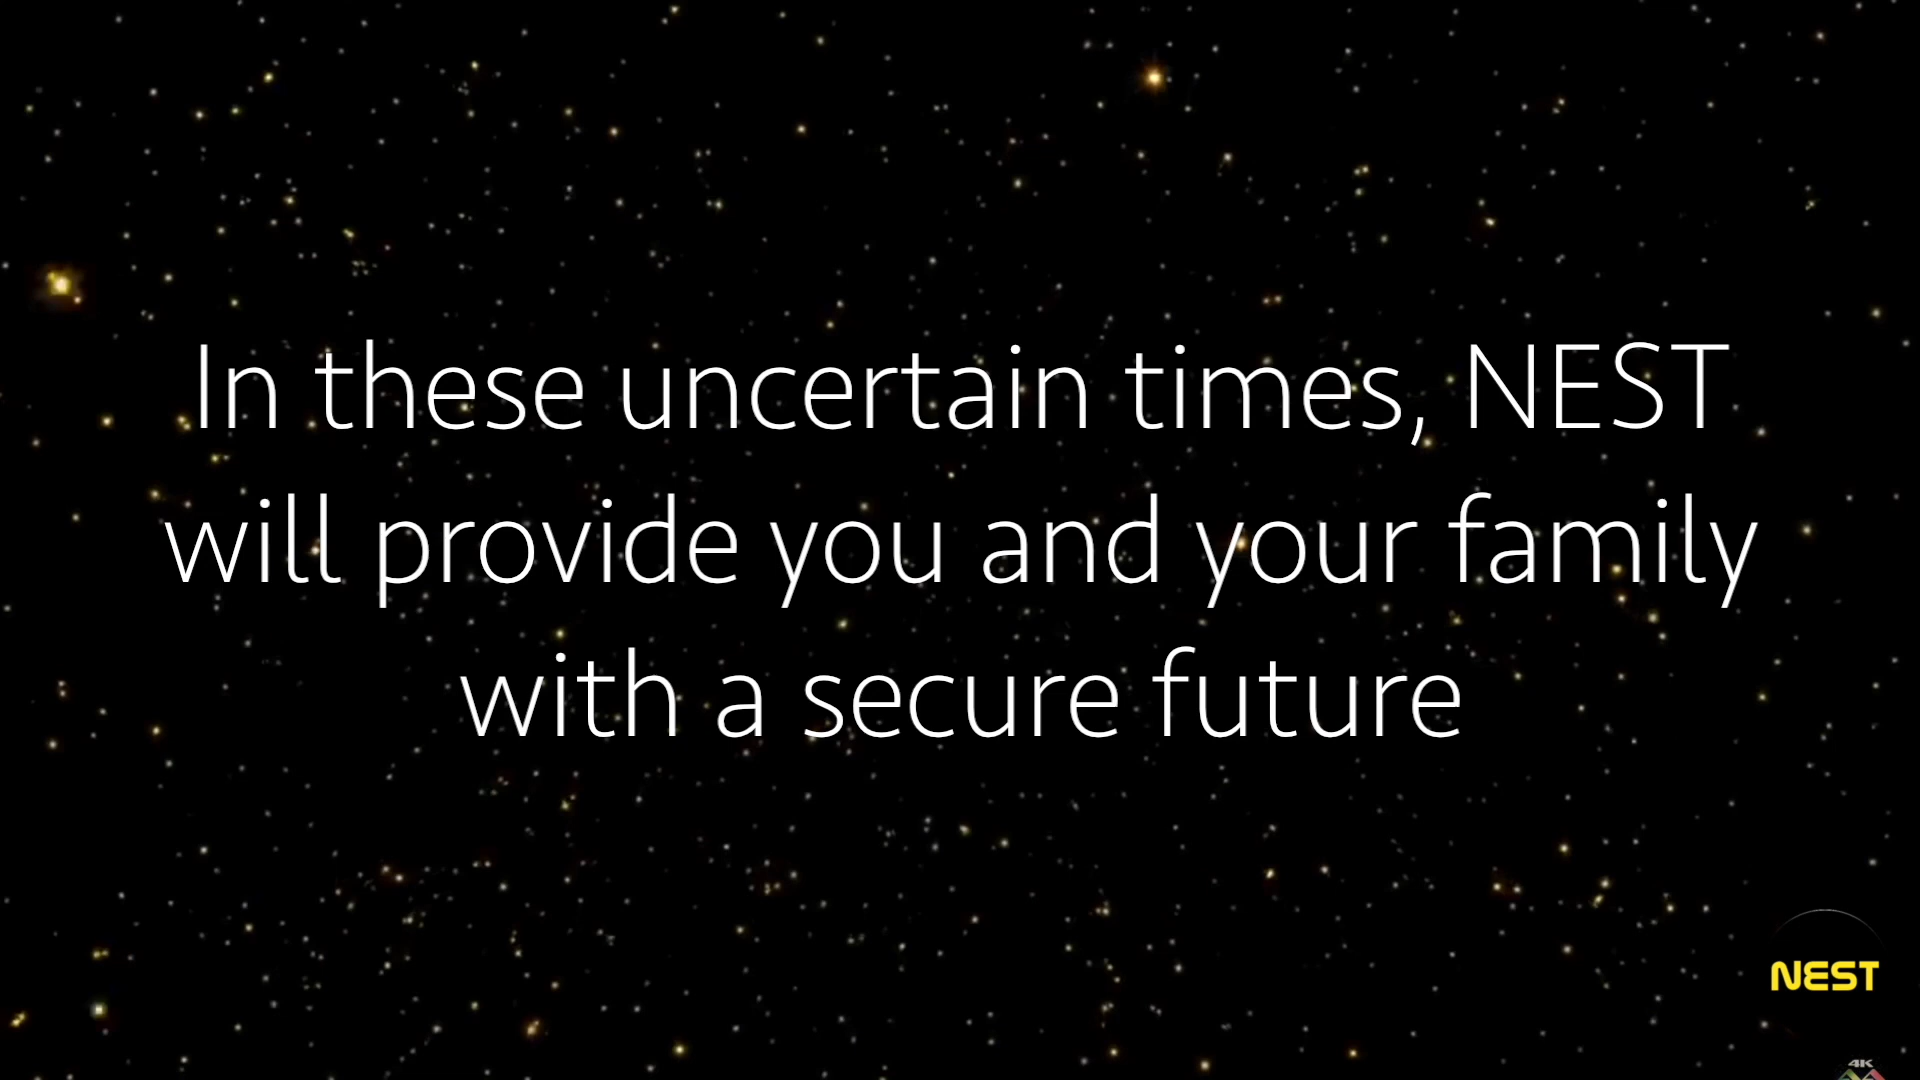 In these uncertain times, NEST
will provide you and your family
with a secure future
NEST
4K